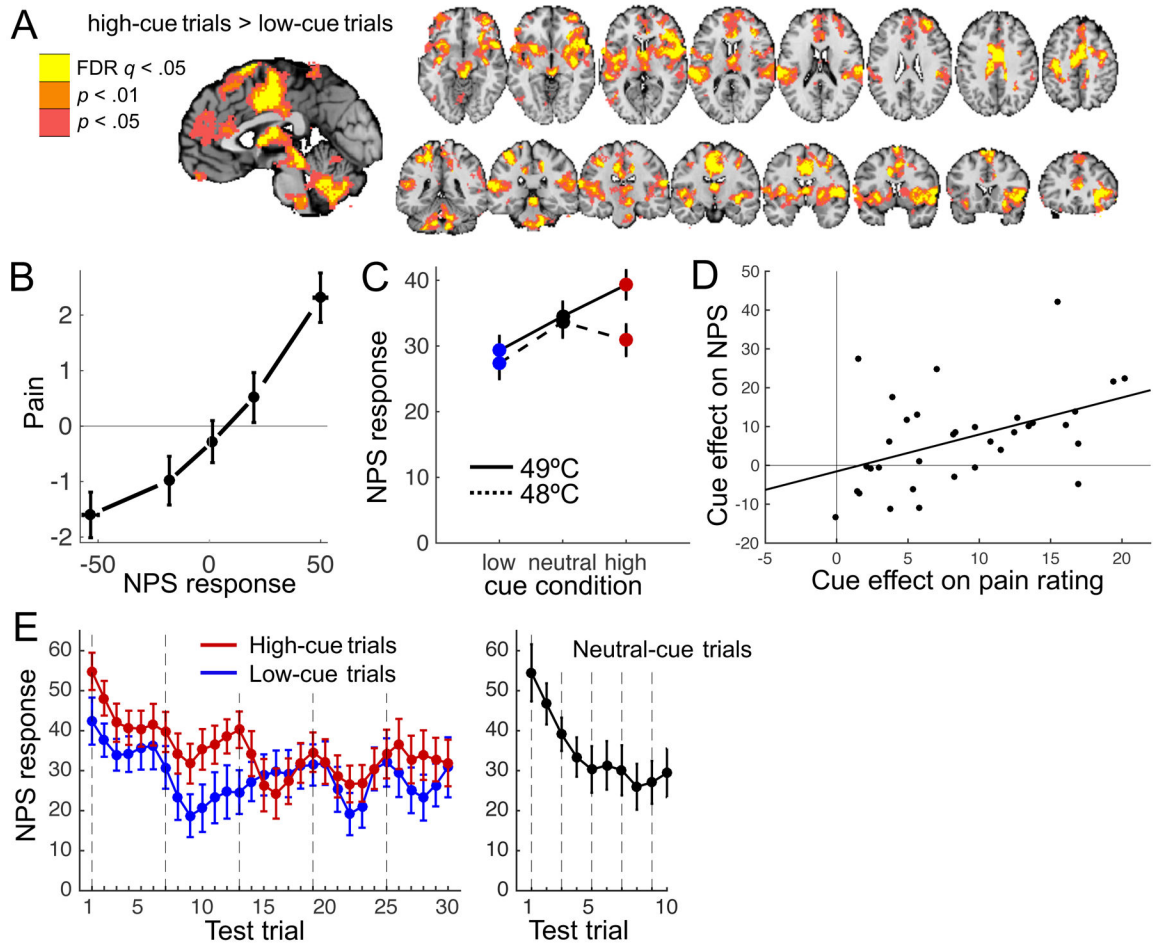 A
high-cue trials > low-cue trials
FDR q < .05
p < .01
p < .05
B
Pain
2
1
0
-1
-2
-50
0
50
NPS response
C
NPS response
40
30
20
10
0
49ºC
48ºC
low neutral high
cue condition
D
Cue effect on NPS
50
40
30
20
10
0
-10
-20
-5
0
5
10
15
20
Cue effect on pain rating
E
NPS response
60
50
40
30
20
10
0
High-cue trials
Low-cue trials
1
5
10
15
20
25
30
Test trial
Neutral-cue trials
60
50
40
30
20
10
0
1
5
10
Test trial